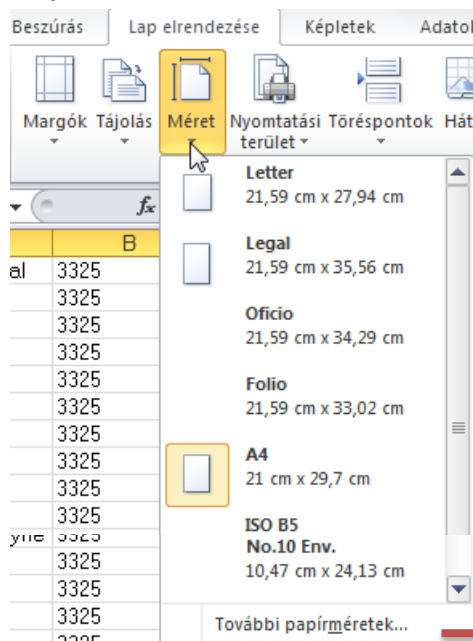 Beszúrás Lap elrendezése Képletek Adatol
Margók Tájolás Méret Nyomtatási Töréspontok Hát
terület
fx
B
al 3325
3325
3325
3325
3325
3325
3325
3325
3325
3325
yne 3325
3325
3325
3325
3325
Letter
21,59 cm x 27,94 cm
Legal
21,59 cm x 35,56 cm
Oficio
21,59 cm x 34,29 cm
Folio
21,59 cm x 33,02 cm
A4
21 cm x 29,7 cm
ISO B5
No.10 Env.
10,47 cm x 24,13 cm
További papírméretek...